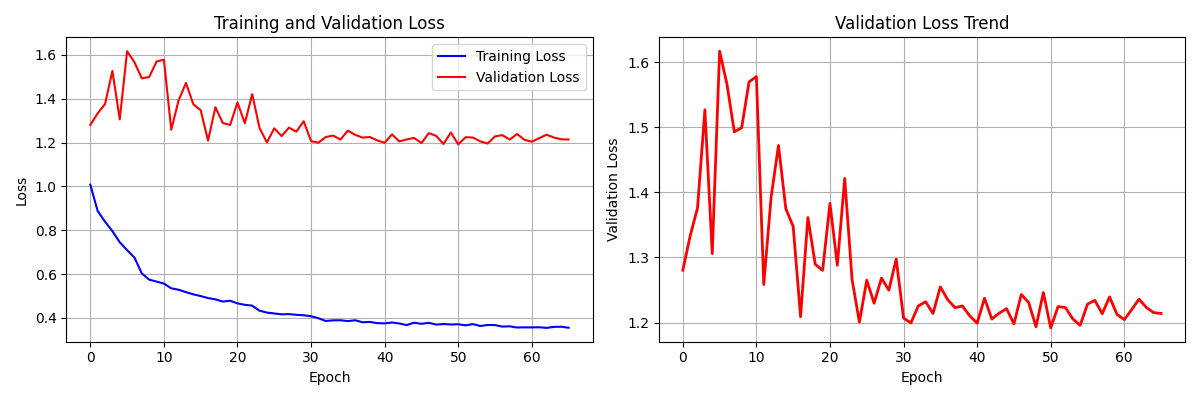 Training and Validation Loss
1.6
1.4
1.2
1.0
0.8
0.6
0.4
Loss
Training Loss
Validation Loss
0 10 20 30 40 50 60
Epoch
Validation Loss Trend
1.6
1.5
1.4
1.3
1.2
Validation Loss
0 10 20 30 40 50 60
Epoch